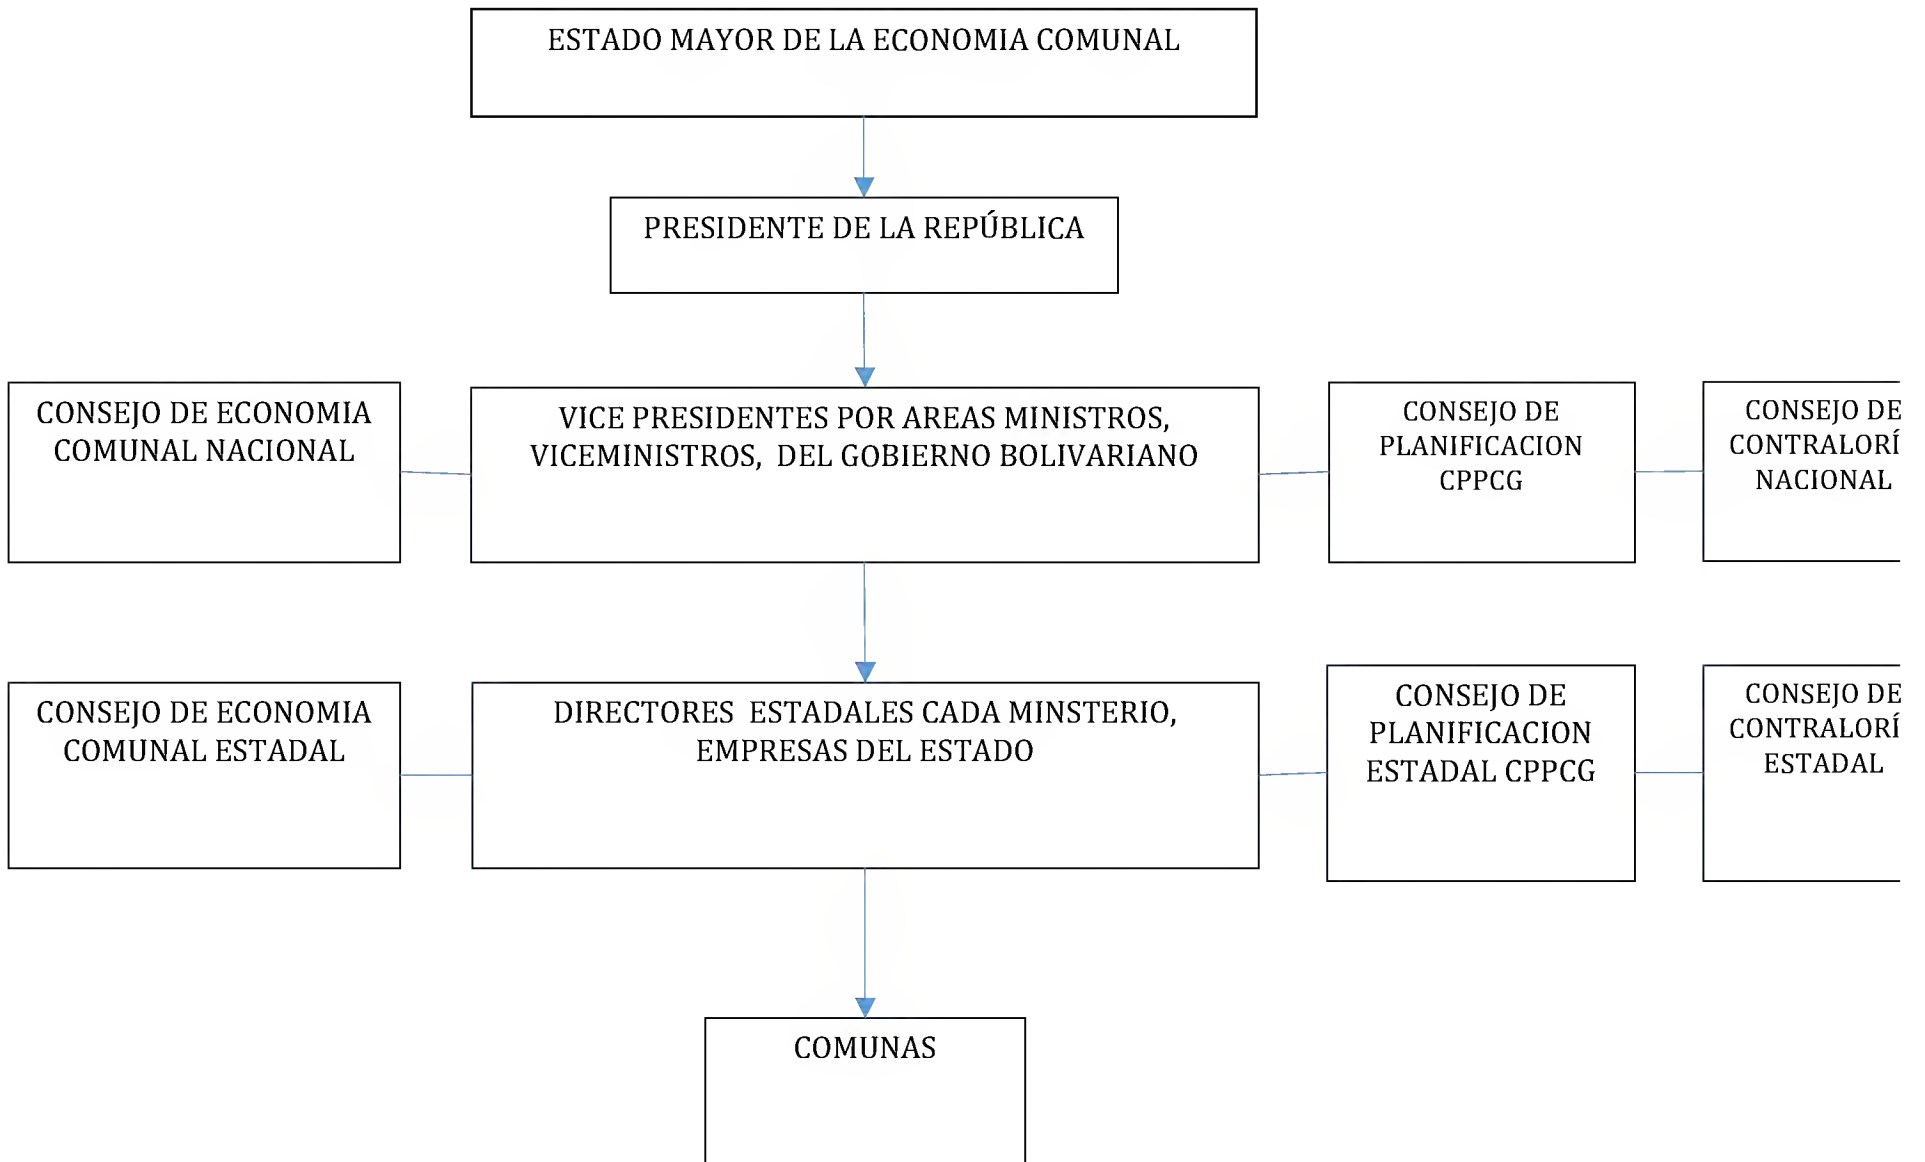 ESTADO MAYOR DE LA ECONOMIA COMUNAL
PRESIDENTE DE LA REPÚBLICA
CONSEJO DE ECONOMIA
COMUNAL NACIONAL
VICE PRESIDENTES POR AREAS MINISTROS,
VICEMINISTROS, DEL GOBIERNO BOLIVARIANO
CONSEJO DE
PLANIFICACION
CPPCG
CONSEJO DE
CONTRALORÍ
NACIONAL
CONSEJO DE ECONOMIA
COMUNAL ESTADAL
DIRECTORES ESTADALES CADA MINSTERIO,
EMPRESAS DEL ESTADO
CONSEJO DE
PLANIFICACION
ESTADAL CPPCG
CONSEJO DE
CONTRALORÍ
ESTADAL
COMUNAS